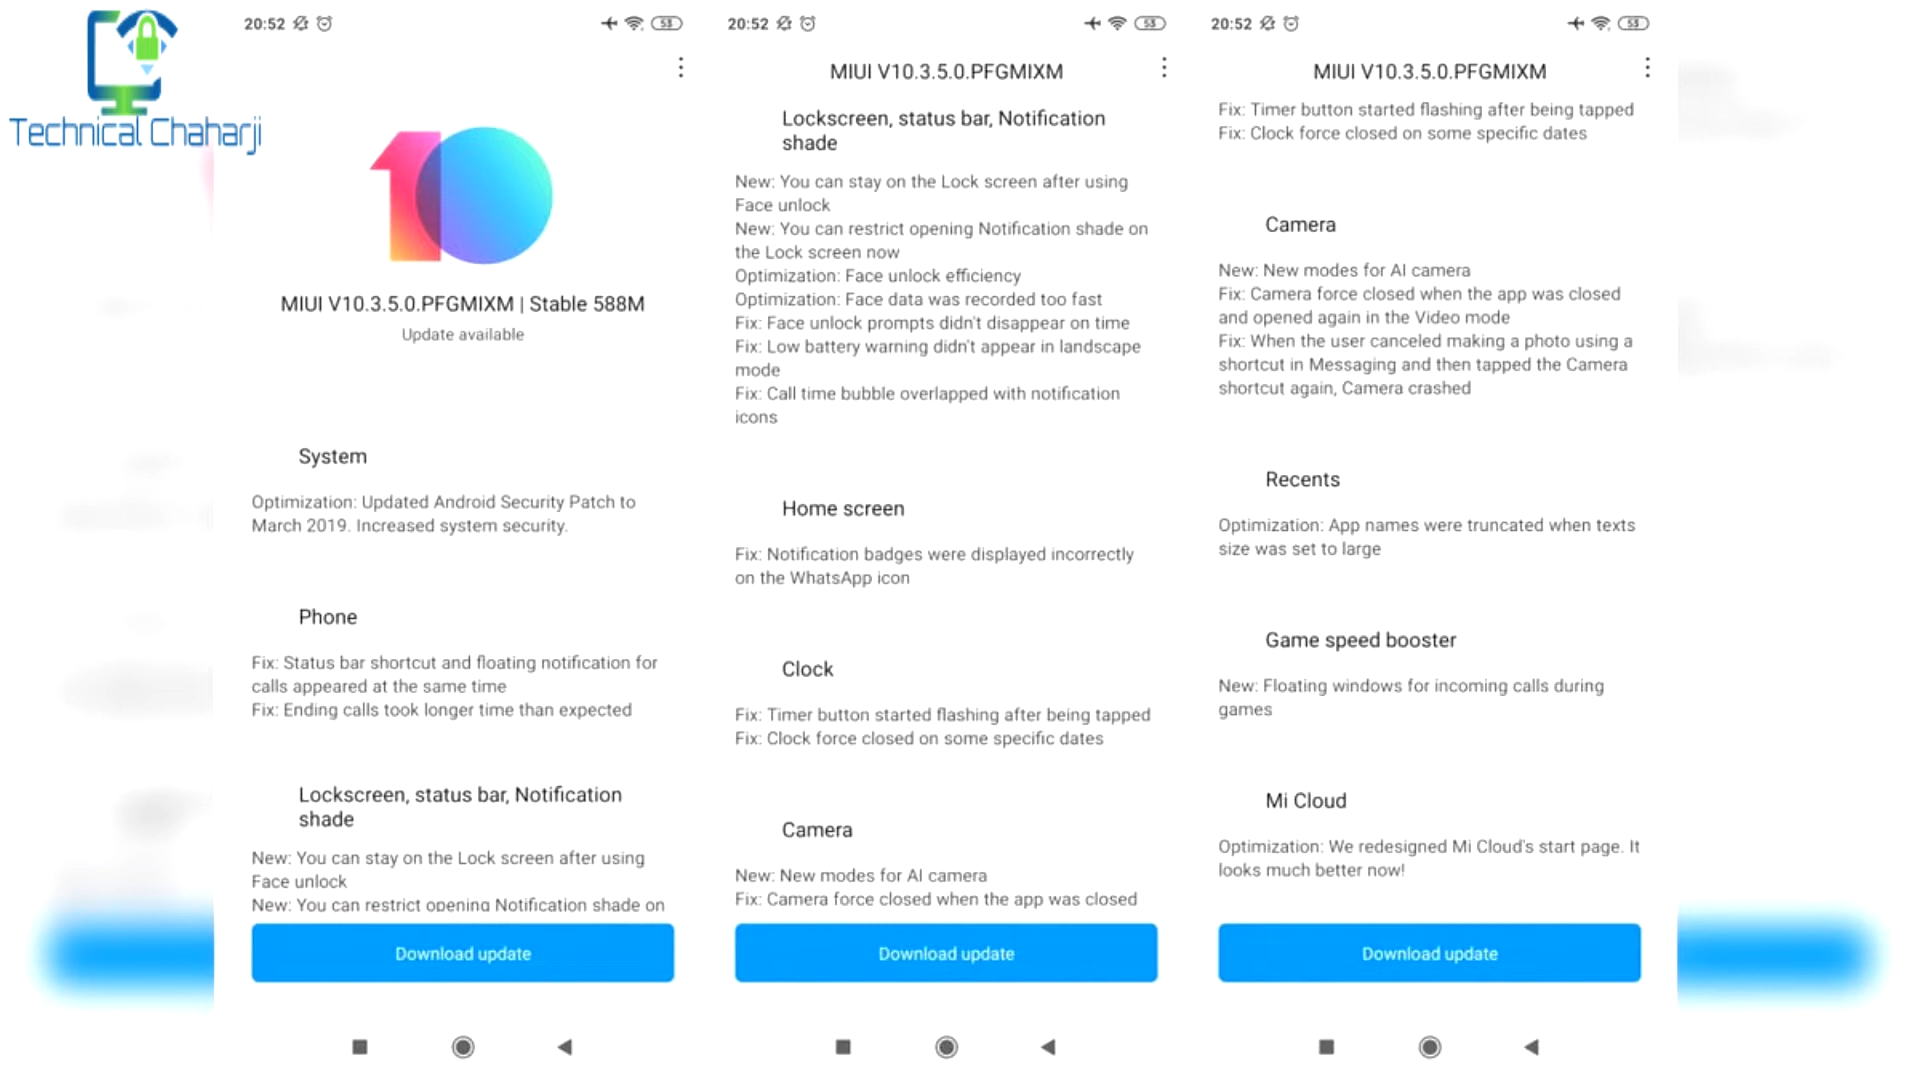 Technical Chaharji
20:52
53
10
MIUI V10.3.5.0.PFGMIXM | Stable 588M
Update available
System
Optimization: Updated Android Security Patch to
March 2019. Increased system security.
Phone
Fix: Status bar shortcut and floating notification for
calls appeared at the same time
Fix: Ending calls took longer time than expected
Lockscreen, status bar, Notification
shade
New: You can stay on the Lock screen after using
Face unlock
New: You can restrict opening Notification shade on
Download update
20:52
53
MIUI V10.3.5.0.PFGMIXM
Lockscreen, status bar, Notification
shade
New: You can stay on the Lock screen after using
Face unlock
New: You can restrict opening Notification shade on
the Lock screen now
Optimization: Face unlock efficiency
Optimization: Face data was recorded too fast
Fix: Face unlock prompts didn't disappear on time
Fix: Low battery warning didn't appear in landscape
mode
Fix: Call time bubble overlapped with notification
icons
Home screen
Fix: Notification badges were displayed incorrectly
on the WhatsApp icon
Clock
Fix: Timer button started flashing after being tapped
Fix: Clock force closed on some specific dates
Camera
New: New modes for AI camera
Fix: Camera force closed when the app was closed
Download update
20:52
53
MIUI V10.3.5.0.PFGMIXM
Fix: Timer button started flashing after being tapped
Fix: Clock force closed on some specific dates
Camera
New: New modes for AI camera
Fix: Camera force closed when the app was closed
and opened again in the Video mode
Fix: When the user canceled making a photo using a
shortcut in Messaging and then tapped the Camera
shortcut again, Camera crashed
Recents
Optimization: App names were truncated when texts
size was set to large
Game speed booster
New: Floating windows for incoming calls during
games
Mi Cloud
Optimization: We redesigned Mi Cloud's start page. It
looks much better now!
Download update